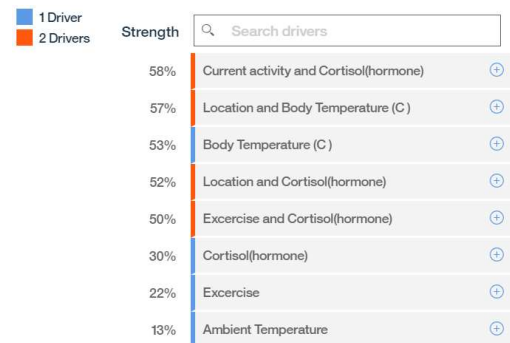 1 Driver
2 Drivers
Strength Search drivers
58% Current activity and Cortisol(hormone)
57% Location and Body Temperature (C )
53% Body Temperature (C )
52% Location and Cortisol(hormone)
50% Excercise and Cortisol(hormone)
30% Cortisol(hormone)
22% Excercise
13% Ambient Temperature